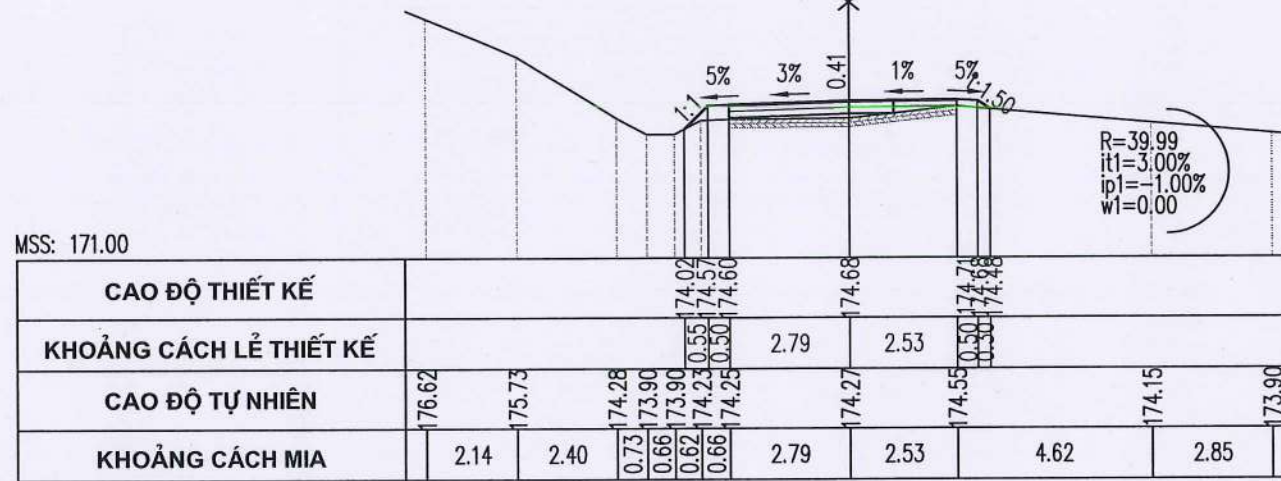 0.41
5% 3% 1% 5%
1:1 1:1.50
R=39.99
it1=3.00%
ip1=-1.00%
w1=0.00
MSS: 171.00
CAO ĐỘ THIẾT KẾ 174.02 174.57 174.60 174.68 174.71 174.68 174.48
KHOẢNG CÁCH LẺ THIẾT KẾ 0.55 0.50 2.79 2.53 0.50 0.30
CAO ĐỘ TỰ NHIÊN 176.62 175.73 174.28 173.90 173.90 174.23 174.25 174.27 174.55 174.15 173.90
KHOẢNG CÁCH MIA 2.14 2.40 0.73 0.66 0.62 0.66 2.79 2.53 4.62 2.85